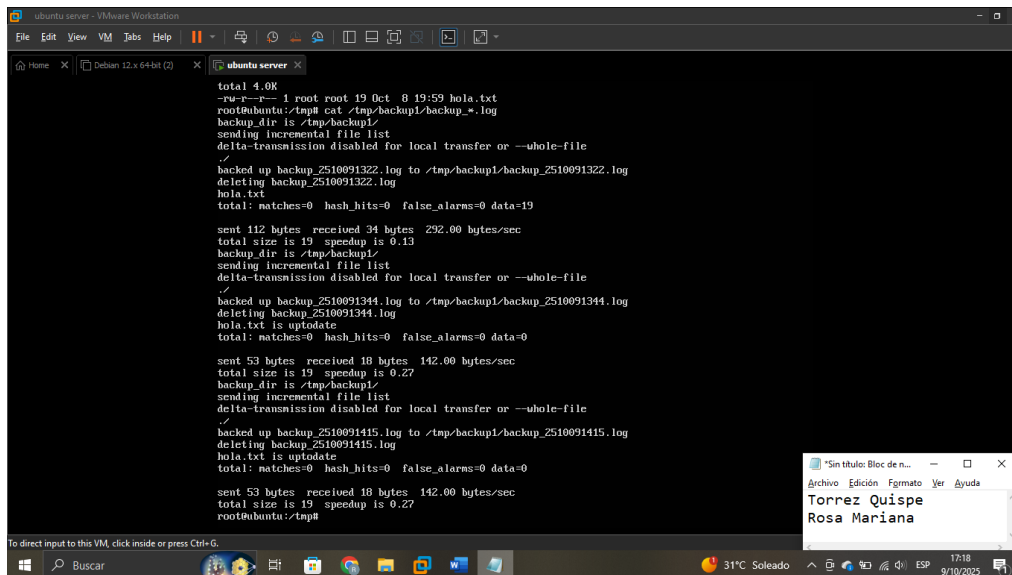 ubuntu server - VMware Workstation
File Edit View VM Tabs Help
Home Debian 12.x 64-bit (2) ubuntu server
total 4.0K
-rw-r--r-- 1 root root 19 Oct  8 19:59 hola.txt
root@ubuntu:/tmp# cat /tmp/backup1/backup_*.log
backup_dir is /tmp/backup1/
sending incremental file list
delta-transmission disabled for local transfer or --whole-file
./
backed up backup_2510091322.log to /tmp/backup1/backup_2510091322.log
deleting backup_2510091322.log
hola.txt
total: matches=0  hash_hits=0  false_alarms=0 data=19
sent 112 bytes  received 34 bytes  292.00 bytes/sec
total size is 19  speedup is 0.13
backup_dir is /tmp/backup1/
sending incremental file list
delta-transmission disabled for local transfer or --whole-file
./
backed up backup_2510091344.log to /tmp/backup1/backup_2510091344.log
deleting backup_2510091344.log
hola.txt is uptodate
total: matches=0  hash_hits=0  false_alarms=0 data=0
sent 53 bytes  received 18 bytes  142.00 bytes/sec
total size is 19  speedup is 0.27
backup_dir is /tmp/backup1/
sending incremental file list
delta-transmission disabled for local transfer or --whole-file
./
backed up backup_2510091415.log to /tmp/backup1/backup_2510091415.log
deleting backup_2510091415.log
hola.txt is uptodate
total: matches=0  hash_hits=0  false_alarms=0 data=0
sent 53 bytes  received 18 bytes  142.00 bytes/sec
total size is 19  speedup is 0.27
root@ubuntu:/tmp#
*Sin título: Bloc de n...
Archivo Edición Formato Ver Ayuda
Torrez Quispe
Rosa Mariana
To direct input to this VM, click inside or press Ctrl+G.
Buscar
31°C Soleado
ESP
17:18
9/10/2025